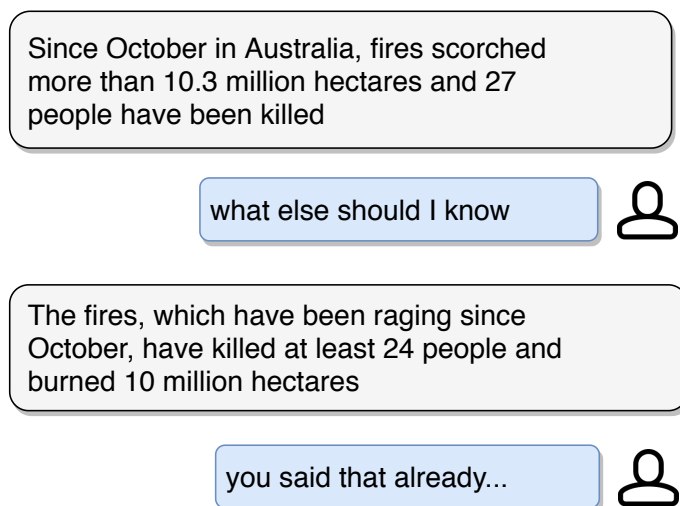 Since October in Australia, fires scorched
more than 10.3 million hectares and 27
people have been killed
what else should I know
The fires, which have been raging since
October, have killed at least 24 people and
burned 10 million hectares
you said that already...